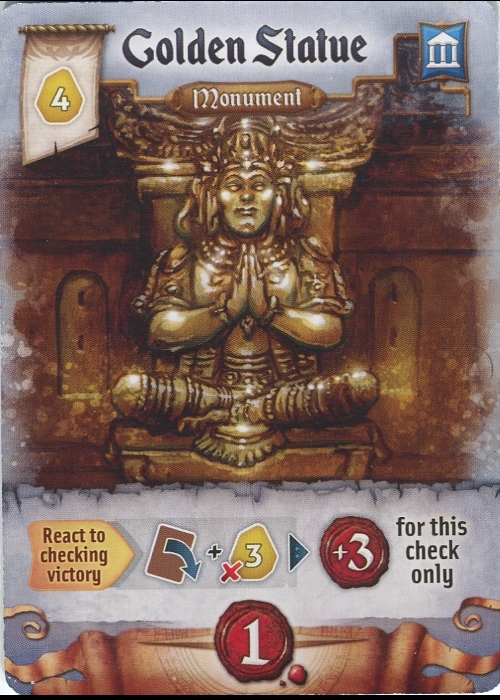 Golden Statue
4
Monument
React to
checking
victory
+
3
+3
for this
check
only
1